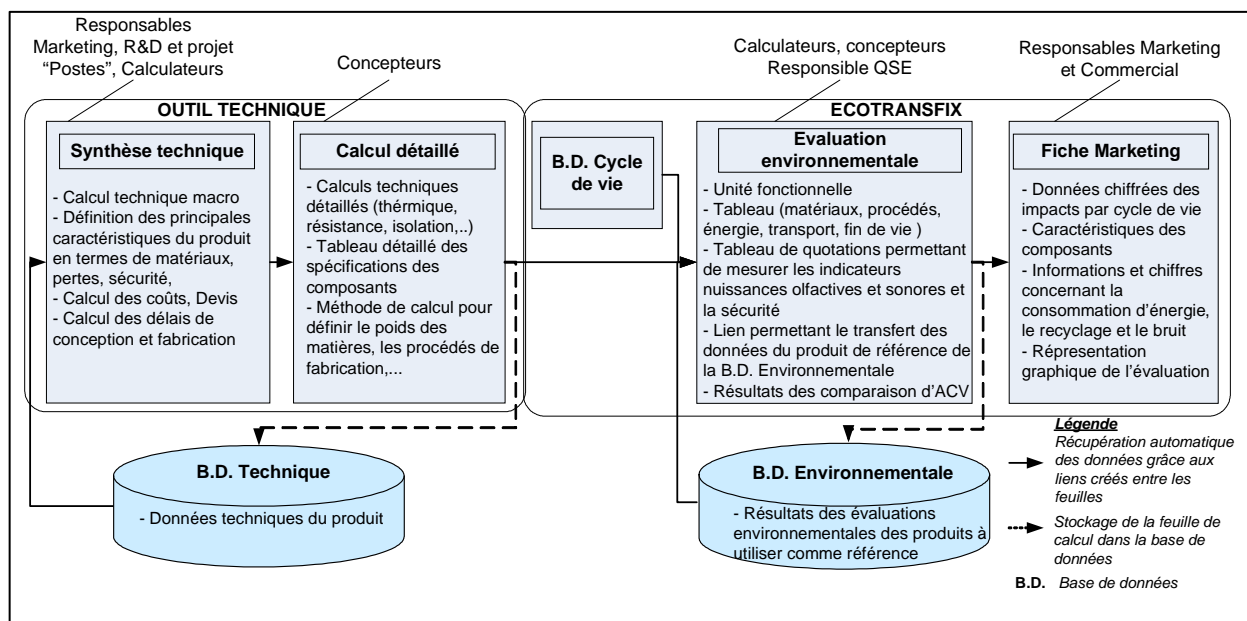 Responsables
Marketing, R&D et projet
“Postes”, Calculateurs
Concepteurs
Calculateurs, concepteurs
Responsible QSE
Responsables Marketing
et Commercial
OUTIL TECHNIQUE
ECOTRANSFIX
Synthèse technique
- Calcul technique macro
- Définition des principales
caractéristiques du produit
en termes de matériaux,
pertes, sécurité,
- Calcul des coûts, Devis
- Calcul des délais de
conception et fabrication
Calcul détaillé
- Calculs techniques
détaillés (thérmique,
résistance, isolation,..)
- Tableau détaillé des
spécifications des
composants
- Méthode de calcul pour
définir le poids des
matières, les procédés de
fabrication,...
B.D. Cycle
de vie
Evaluation
environnementale
- Unité fonctionnelle
- Tableau (matériaux, procédés,
énergie, transport, fin de vie )
- Tableau de quotations permettant
de mesurer les indicateurs
nuissances olfactives et sonores et
la sécurité
- Lien permettant le transfert des
données du produit de référence de
la B.D. Environnementale
- Résultats des comparaison d’ACV
Fiche Marketing
- Données chiffrées des
impacts par cycle de vie
- Caractéristiques des
composants
- Informations et chiffres
concernant la
consommation d’énergie,
le recyclage et le bruit
- Répresentation
graphique de l’évaluation
B.D. Technique
- Données techniques du produit
B.D. Environnementale
- Résultats des évaluations
environnementales des produits à
utiliser comme référence
Légende
Récupération automatique
des données grâce aux
liens créés entre les
feuilles
Stockage de la feuille de
calcul dans la base de
données
B.D. Base de données